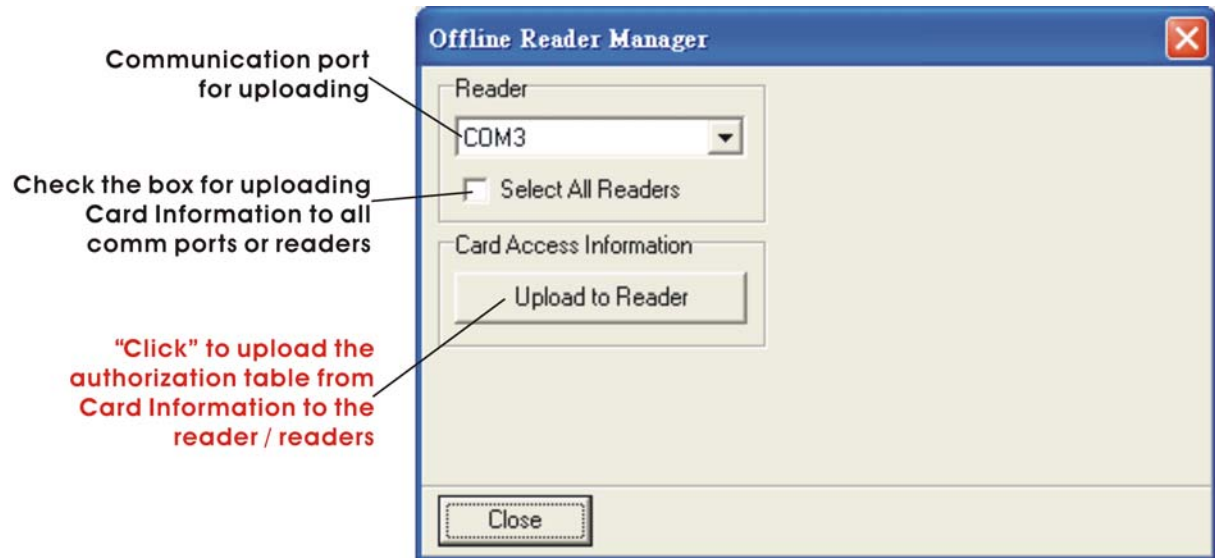 Communication port
for uploading
Check the box for uploading
Card Information to all
comm ports or readers
“Click” to upload the
authorization table from
Card Information to the
reader / readers
Offline Reader Manager
Reader
COM3
Select All Readers
Card Access Information
Upload to Reader
Close